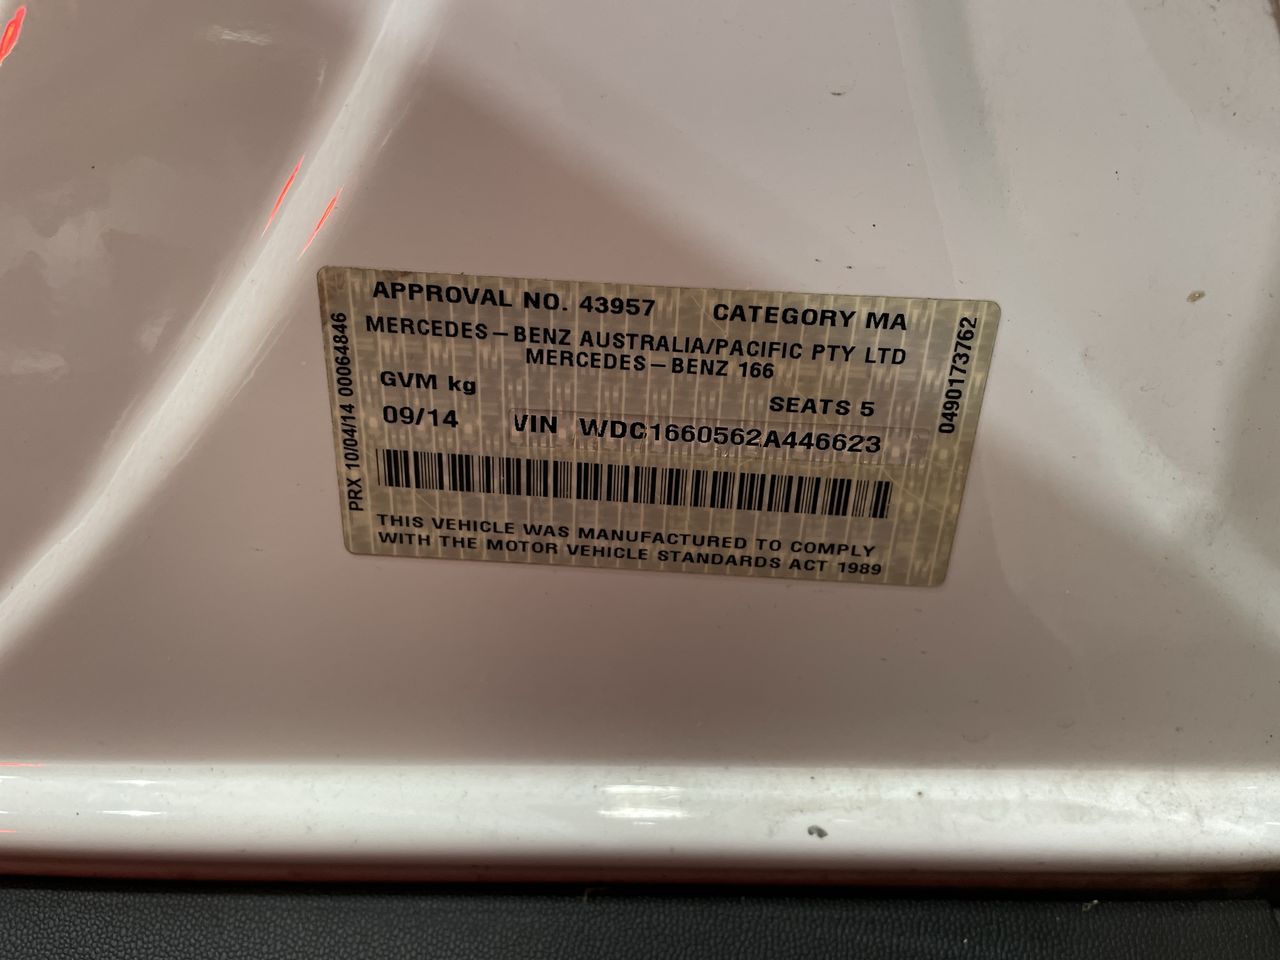 APPROVAL NO. 43957 CATEGORY MA
MERCEDES-BENZ AUSTRALIA/PACIFIC PTY LTD
MERCEDES-BENZ 166
GVM kg
SEATS 5
09/14 VIN WDC1660562A446623
THIS VEHICLE WAS MANUFACTURED TO COMPLY
WITH THE MOTOR VEHICLE STANDARDS ACT 1989
PRX 10/04/14 00064846
0490173762